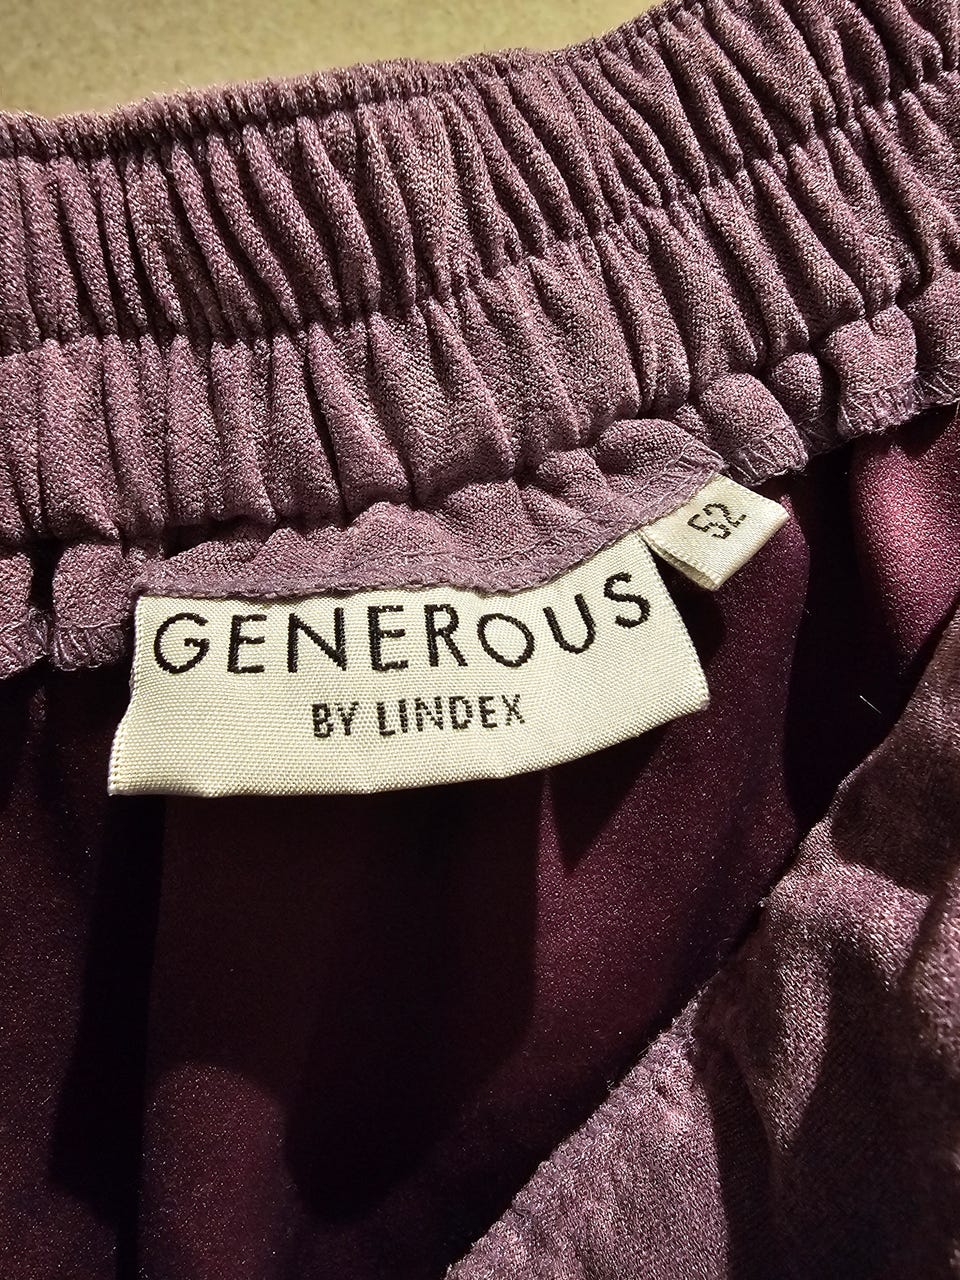 GENEROUS
BY LINDEX
52